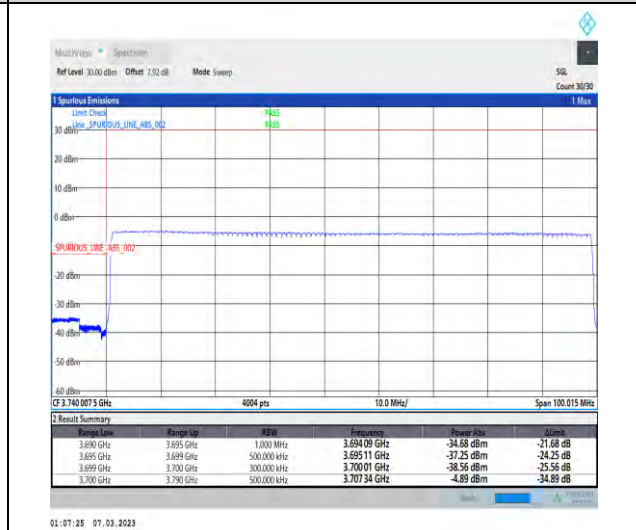 MultiView Spectrum
Ref Level 30.00 dBm Offset 7.92 dB Mode Sweep SGL
Count 30/30
1 Spurious Emissions 1 Max
Limit Check PASS
Line _SPURIOUS_LINE_ABS_002 PASS
30 dBm
20 dBm
10 dBm
0 dBm
_SPURIOUS_LINE_ABS_002
-20 dBm
-30 dBm
-40 dBm
-50 dBm
-60 dBm
CF 3.740 007 5 GHz 4004 pts 10.0 MHz/ Span 100.015 MHz
2 Result Summary
Range Low Range Up RBW Frequency Power Abs ΔLimit
3.690 GHz 3.695 GHz 1.000 MHz 3.694 09 GHz -34.68 dBm -21.68 dB
3.695 GHz 3.699 GHz 500.000 kHz 3.695 11 GHz -37.25 dBm -24.25 dB
3.699 GHz 3.700 GHz 300.000 kHz 3.700 01 GHz -38.56 dBm -25.56 dB
3.700 GHz 3.790 GHz 500.000 kHz 3.707 34 GHz -4.89 dBm -34.89 dB
01:07:25 07.03.2023